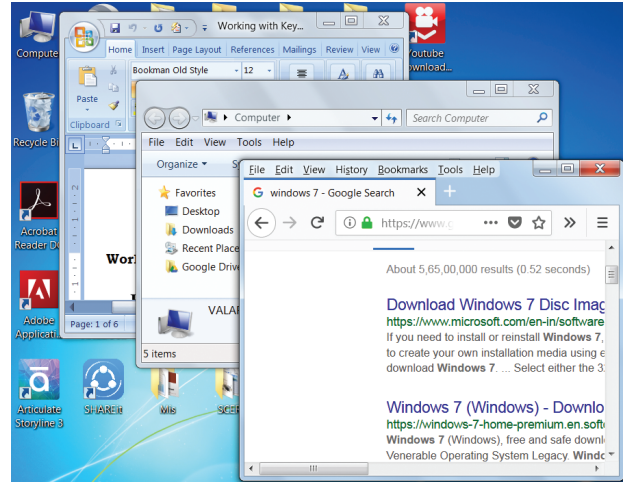 Compute
Recycle Bi
Acrobat
Reader D
Adobe
Applicati...
Articulate
Storyline 3
SHAREit
Mis
Youtube
ownload...
Working with Key...
Home Insert Page Layout References Mailings Review View
Bookman Old Style 12
Paste
Clipboard
Wor
Page: 1 of 6
Computer
Search Computer
File Edit View Tools Help
Organize
Favorites
Desktop
Downloads
Recent Place
Google Drive
VALAR
5 items
File Edit View History Bookmarks Tools Help
windows 7 - Google Search
https://www.g
About 5,65,00,000 results (0.52 seconds)
Download Windows 7 Disc Imag
https://www.microsoft.com/en-in/software
If you need to install or reinstall Windows 7,
to create your own installation media using e
download Windows 7. ... Select either the 3
Windows 7 (Windows) - Downlo
https://windows-7-home-premium.en.soft
Windows 7 (Windows), free and safe downl
Venerable Operating System Legacy. Windo